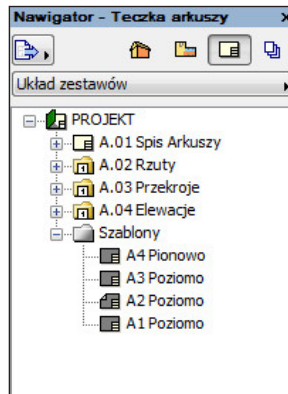 Nawigator - Teczka arkuszy
Układ zestawów
PROJEKT
A.01 Spis Arkuszy
A.02 Rzuty
A.03 Przekroje
A.04 Elewacje
Szablony
A4 Pionowo
A3 Poziomo
A2 Poziomo
A1 Poziomo